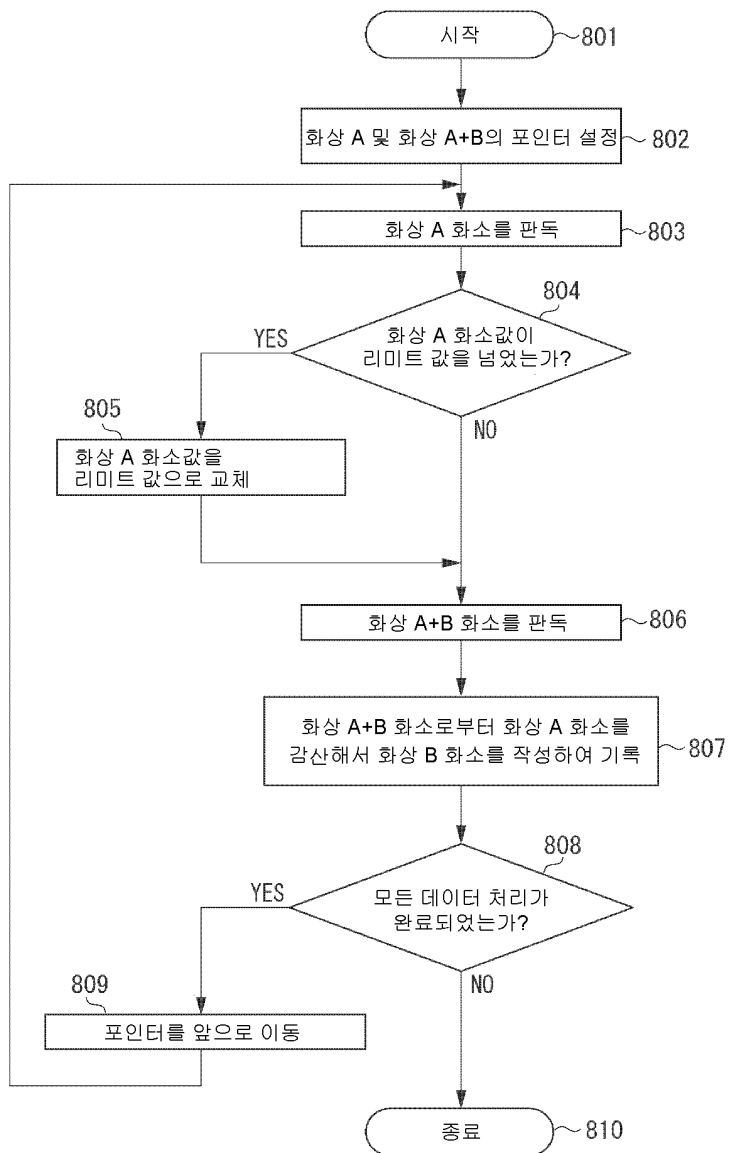 시작
801
화상 A 및 화상 A+B의 포인터 설정
802
화상 A 화소를 판독
803
804
화상 A 화소값이
리미트 값을 넘었는가?
YES
NO
805
화상 A 화소값을
리미트 값으로 교체
화상 A+B 화소를 판독
806
화상 A+B 화소로부터 화상 A 화소를
감산해서 화상 B 화소를 작성하여 기록
807
808
모든 데이터 처리가
완료되었는가?
YES
NO
809
포인터를 앞으로 이동
종료
810